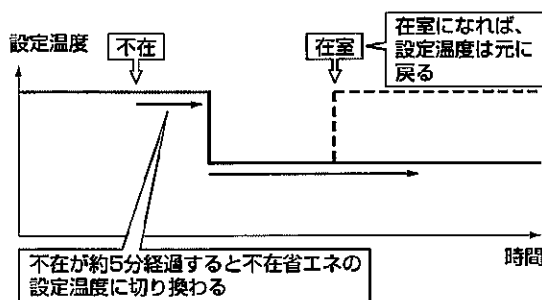 設定温度
不在
在室
在室になれば、
設定温度は元に
戻る
時間
不在が約5分経過すると不在省エネの
設定温度に切り換わる